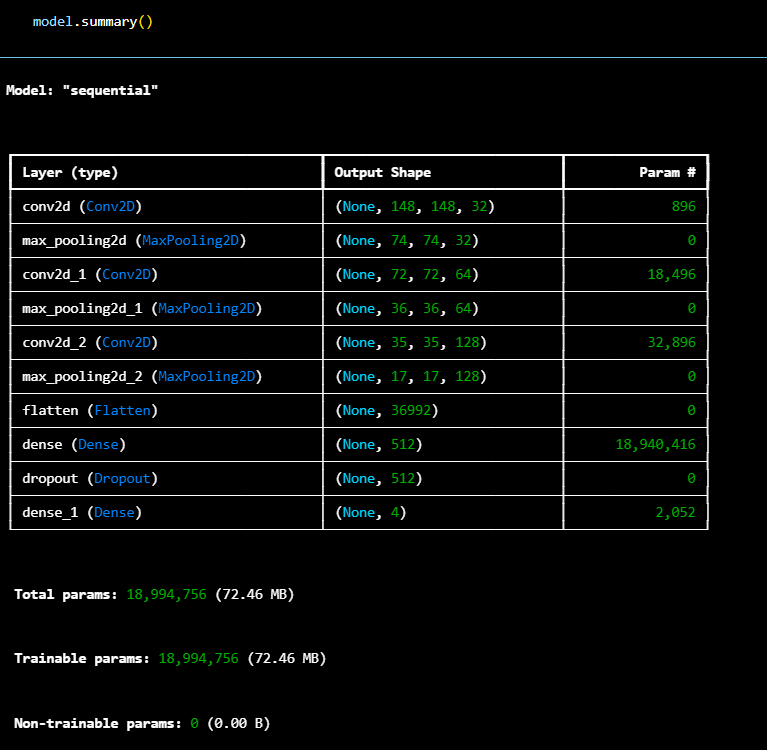 model.summary()
Model: "sequential"
Layer (type) Output Shape Param #
conv2d (Conv2D) (None, 148, 148, 32) 896
max_pooling2d (MaxPooling2D) (None, 74, 74, 32) 0
conv2d_1 (Conv2D) (None, 72, 72, 64) 18,496
max_pooling2d_1 (MaxPooling2D) (None, 36, 36, 64) 0
conv2d_2 (Conv2D) (None, 35, 35, 128) 32,896
max_pooling2d_2 (MaxPooling2D) (None, 17, 17, 128) 0
flatten (Flatten) (None, 36992) 0
dense (Dense) (None, 512) 18,940,416
dropout (Dropout) (None, 512) 0
dense_1 (Dense) (None, 4) 2,052
Total params: 18,994,756 (72.46 MB)
Trainable params: 18,994,756 (72.46 MB)
Non-trainable params: 0 (0.00 B)